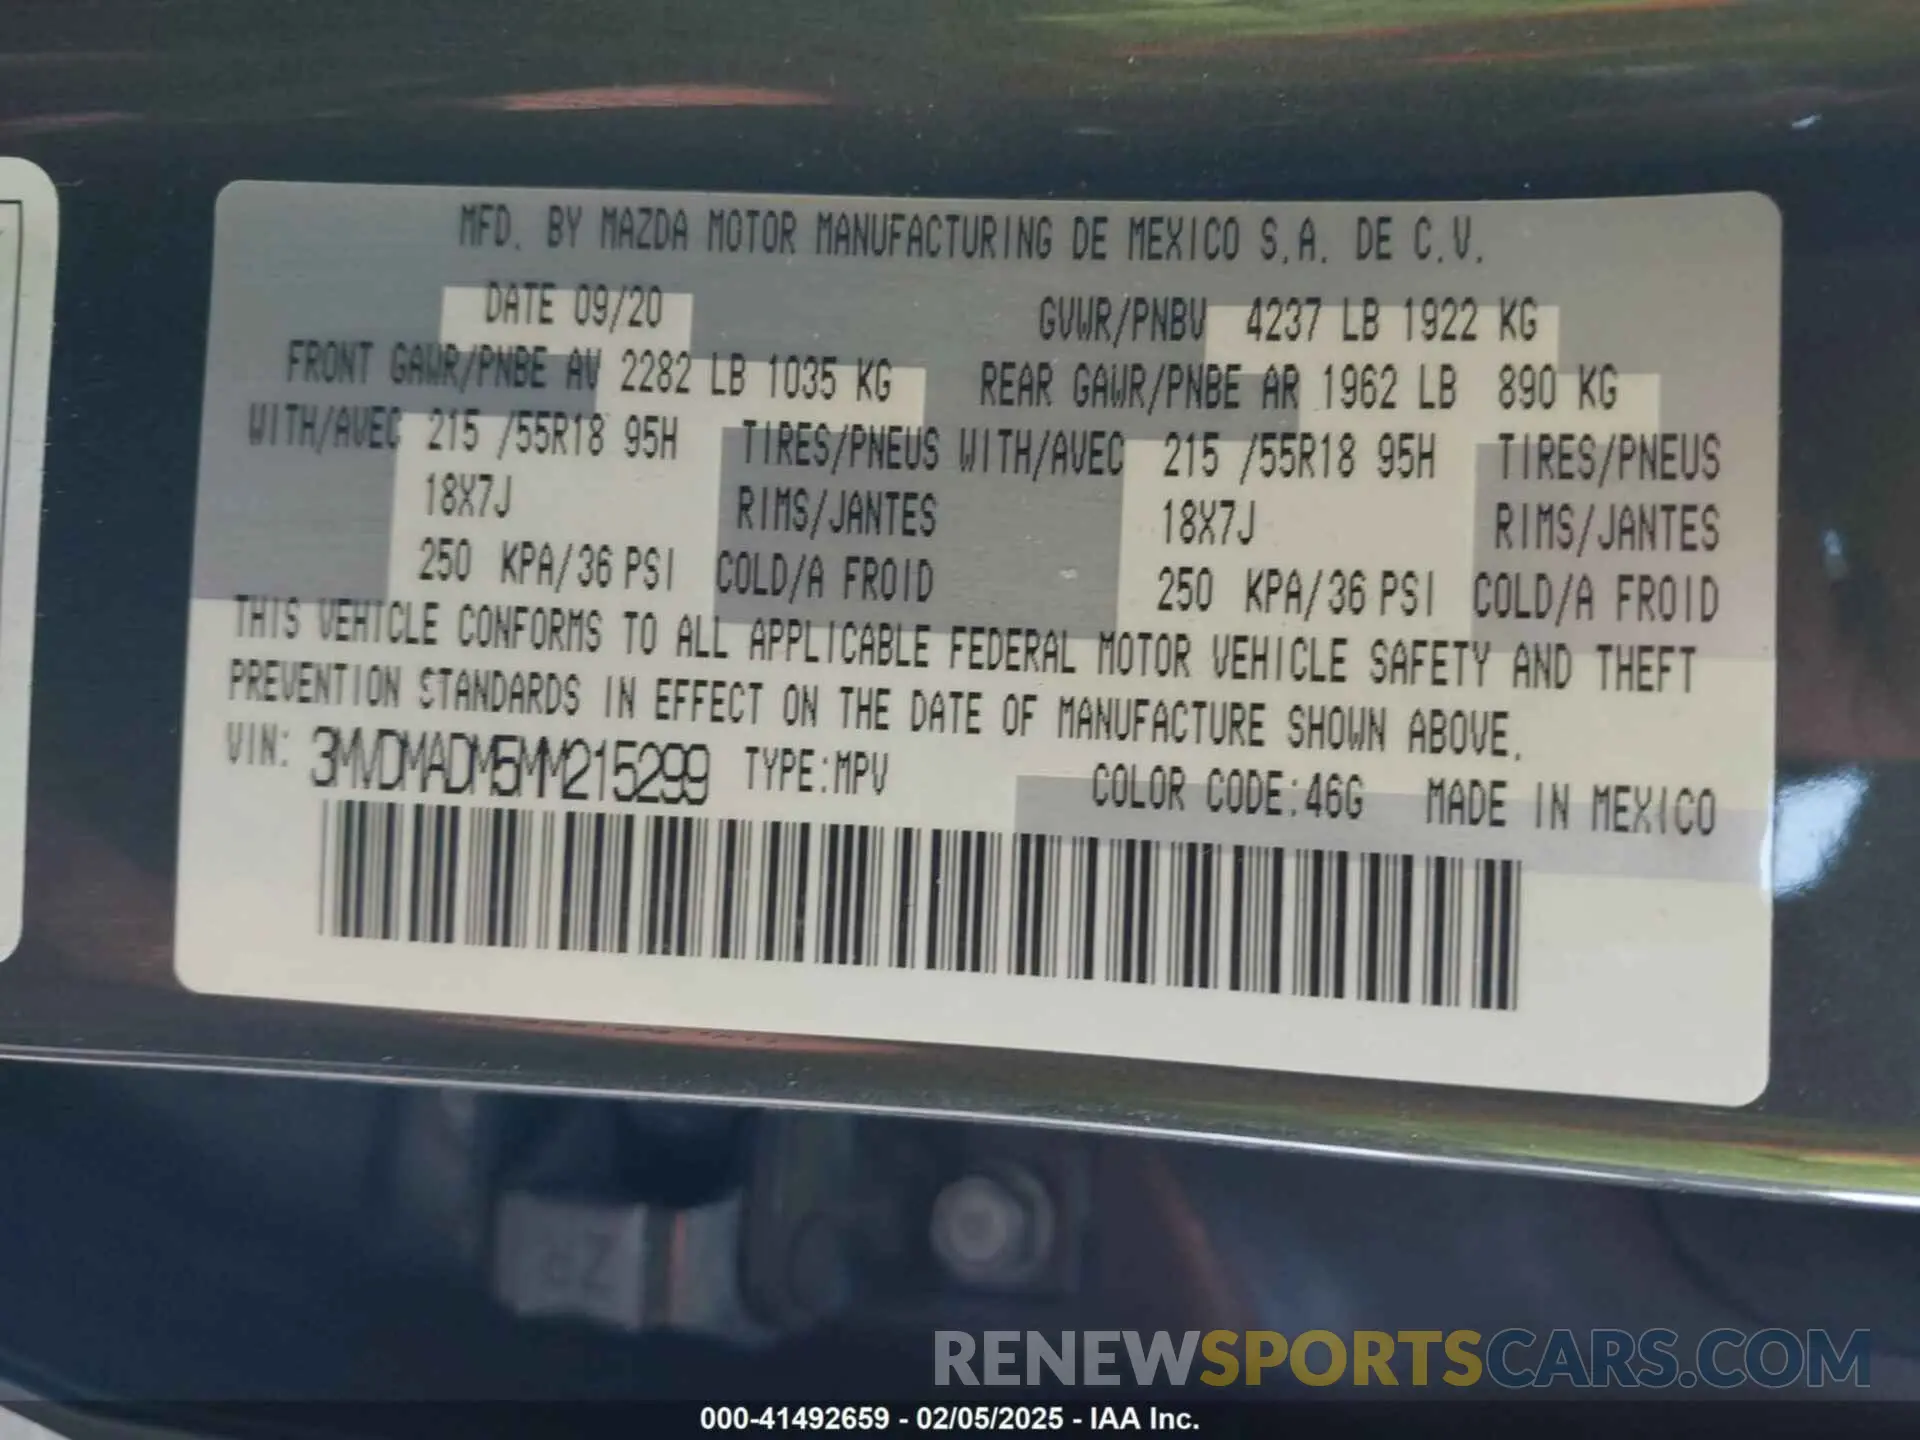 MFD. BY MAZDA MOTOR MANUFACTURING DE MEXICO S.A. DE C.V.
DATE 09/20 GVWR/PNBV 4237 LB 1922 KG
FRONT GAWR/PNBE AV 2282 LB 1035 KG REAR GAWR/PNBE AR 1962 LB 890 KG
WITH/AVEC 215 /55R18 95H TIRES/PNEUS WITH/AVEC 215 /55R18 95H TIRES/PNEUS
18X7J RIMS/JANTES 18X7J RIMS/JANTES
250 KPA/36 PSI COLD/A FROID 250 KPA/36 PSI COLD/A FROID
THIS VEHICLE CONFORMS TO ALL APPLICABLE FEDERAL MOTOR VEHICLE SAFETY AND THEFT
PREVENTION STANDARDS IN EFFECT ON THE DATE OF MANUFACTURE SHOWN ABOVE.
VIN: 3MVDMADM5MM215299 TYPE:MPV COLOR CODE:46G MADE IN MEXICO
RENEWSPORTSCARS.COM
000-41492659 - 02/05/2025 - IAA Inc.